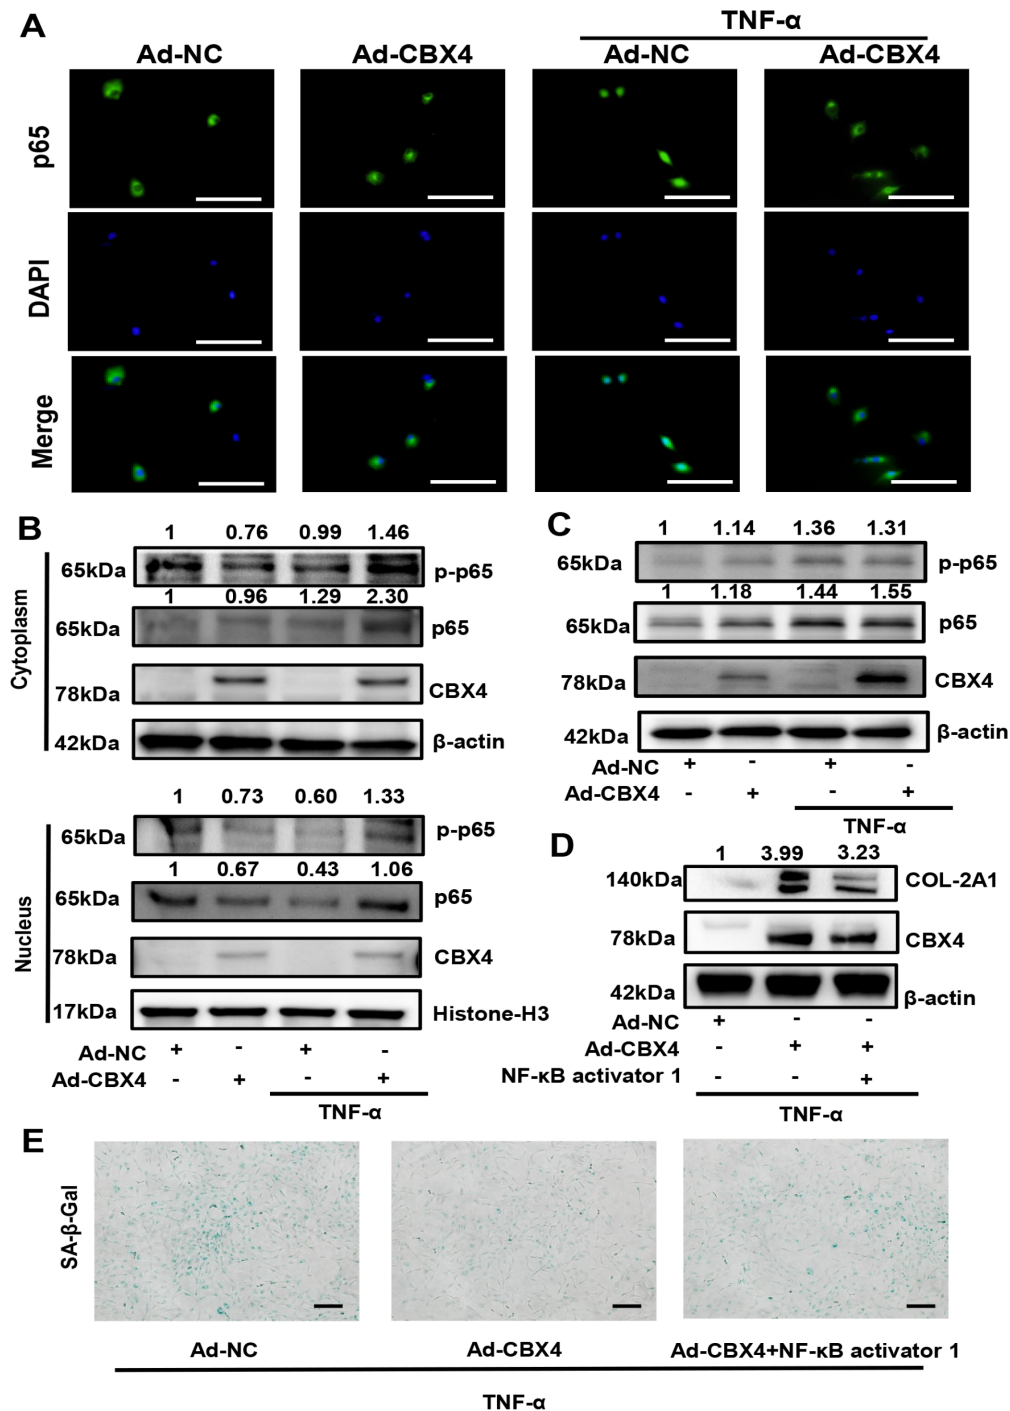 A
TNF-α
Ad-NC Ad-CBX4 Ad-NC Ad-CBX4
p65
DAPI
Merge
B
Cytoplasm
1 0.76 0.99 1.46
65kDa p-p65
1 0.96 1.29 2.30
65kDa p65
78kDa CBX4
42kDa β-actin
Nucleus
1 0.73 0.60 1.33
65kDa p-p65
1 0.67 0.43 1.06
65kDa p65
78kDa CBX4
17kDa Histone-H3
Ad-NC + - + -
Ad-CBX4 - + - +
TNF-α
C
1 1.14 1.36 1.31
65kDa p-p65
1 1.18 1.44 1.55
65kDa p65
78kDa CBX4
42kDa β-actin
Ad-NC + - + -
Ad-CBX4 - + - +
TNF-α
D
1 3.99 3.23
140kDa COL-2A1
78kDa CBX4
42kDa β-actin
Ad-NC + - -
Ad-CBX4 - + +
NF-κB activator 1 - - +
TNF-α
E
SA-β-Gal
Ad-NC Ad-CBX4 Ad-CBX4+NF-κB activator 1
TNF-α